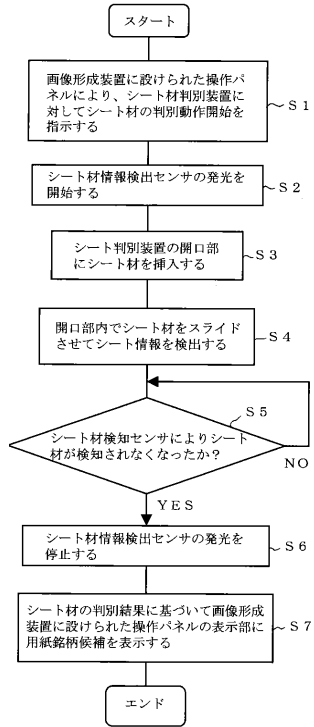 スタート
画像形成装置に設けられた操作パ
ネルにより、シート材判別装置に
対してシート材の判別動作開始を
指示する
S1
シート材情報検出センサの発光を
開始する
S2
シート判別装置の開口部
にシート材を挿入する
S3
開口部内でシート材をスライド
させてシート情報を検出する
S4
S5
シート材検知センサによりシート
材が検知されなくなったか？
NO
YES
シート材情報検出センサの発光を
停止する
S6
シート材の判別結果に基づいて画像形成
装置に設けられた操作パネルの表示部に
用紙銘柄候補を表示する
S7
エンド